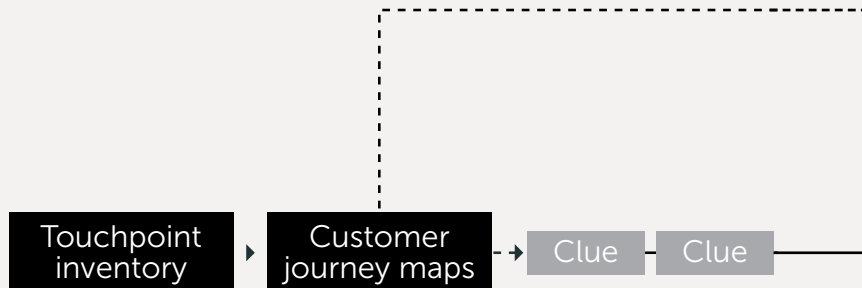 Touchpoint
inventory
Customer
journey maps
Clue
Clue